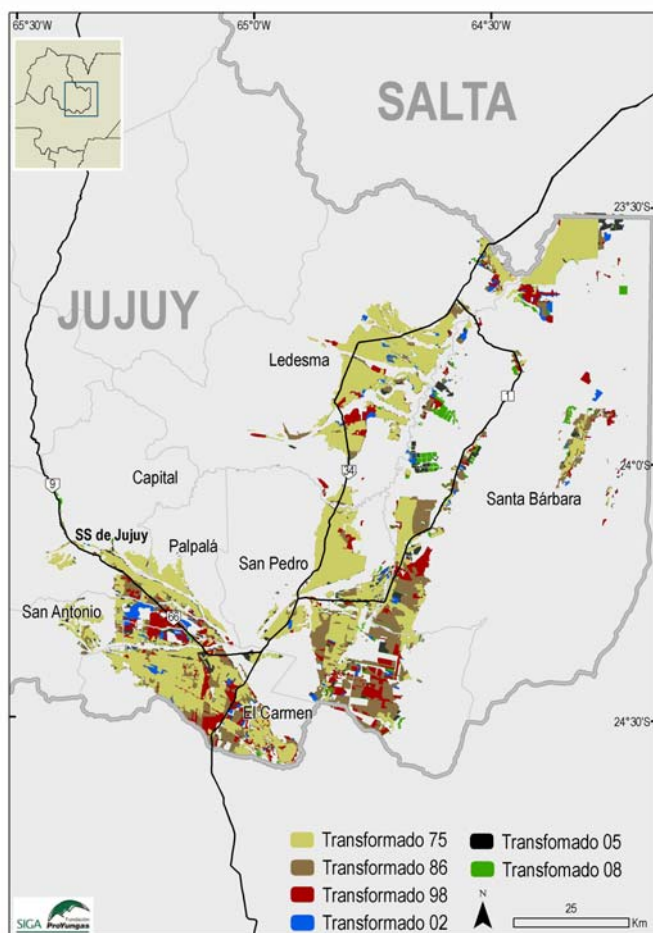 65°30'W
65°0'W
64°30'W
SALTA
23°30'S
JUJUY
Ledesma
1
24°0'S
34
Capital
9
Santa Bárbara
SS de Jujuy
Palpalá
San Pedro
San Antonio
66
El Carmen
24°30'S
Transformado 75
Transfomado 05
Transformado 86
Transformado 08
Transformado 98
Transformado 02
N
25
Km
SIGA
Fundación
ProYungas